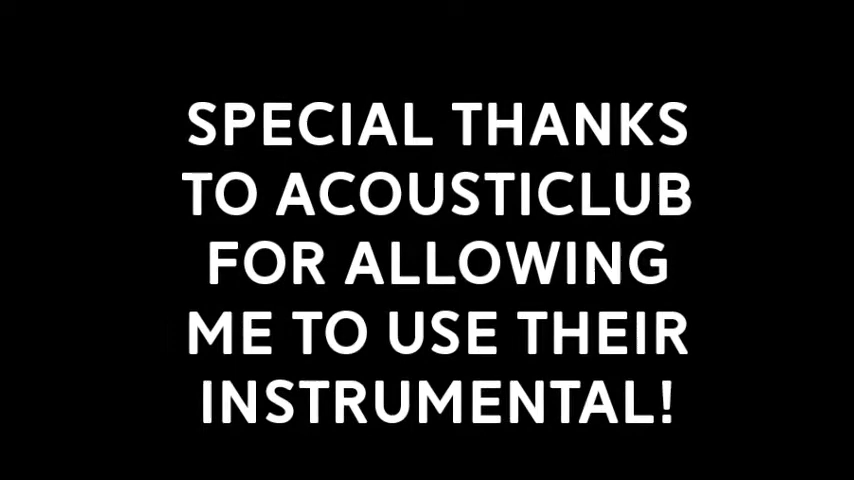 SPECIAL THANKS
TO ACOUSTICLUB
FOR ALLOWING
ME TO USE THEIR
INSTRUMENTAL!